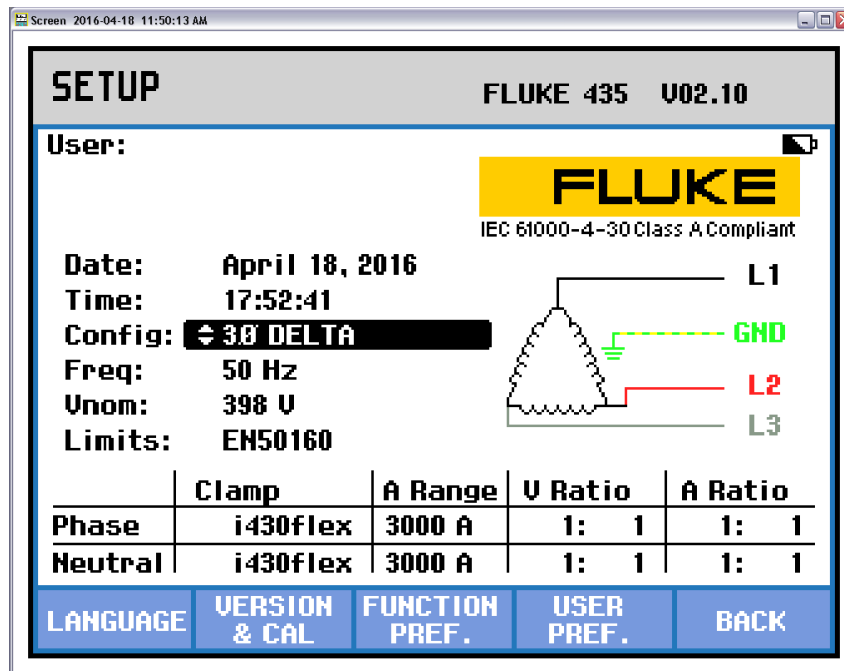 Screen 2016-04-18 11:50:13 AM
SETUP FLUKE 435 V02.10
User:
FLUKE
IEC 61000-4-30 Class A Compliant
Date: April 18, 2016
Time: 17:52:41
Config: 3Ø DELTA
Freq: 50 Hz
Vnom: 398 V
Limits: EN50160
L1
GND
L2
L3
Clamp A Range V Ratio A Ratio
Phase i430flex 3000 A 1: 1 1: 1
Neutral i430flex 3000 A 1: 1 1: 1
LANGUAGE VERSION & CAL FUNCTION PREF. USER PREF. BACK